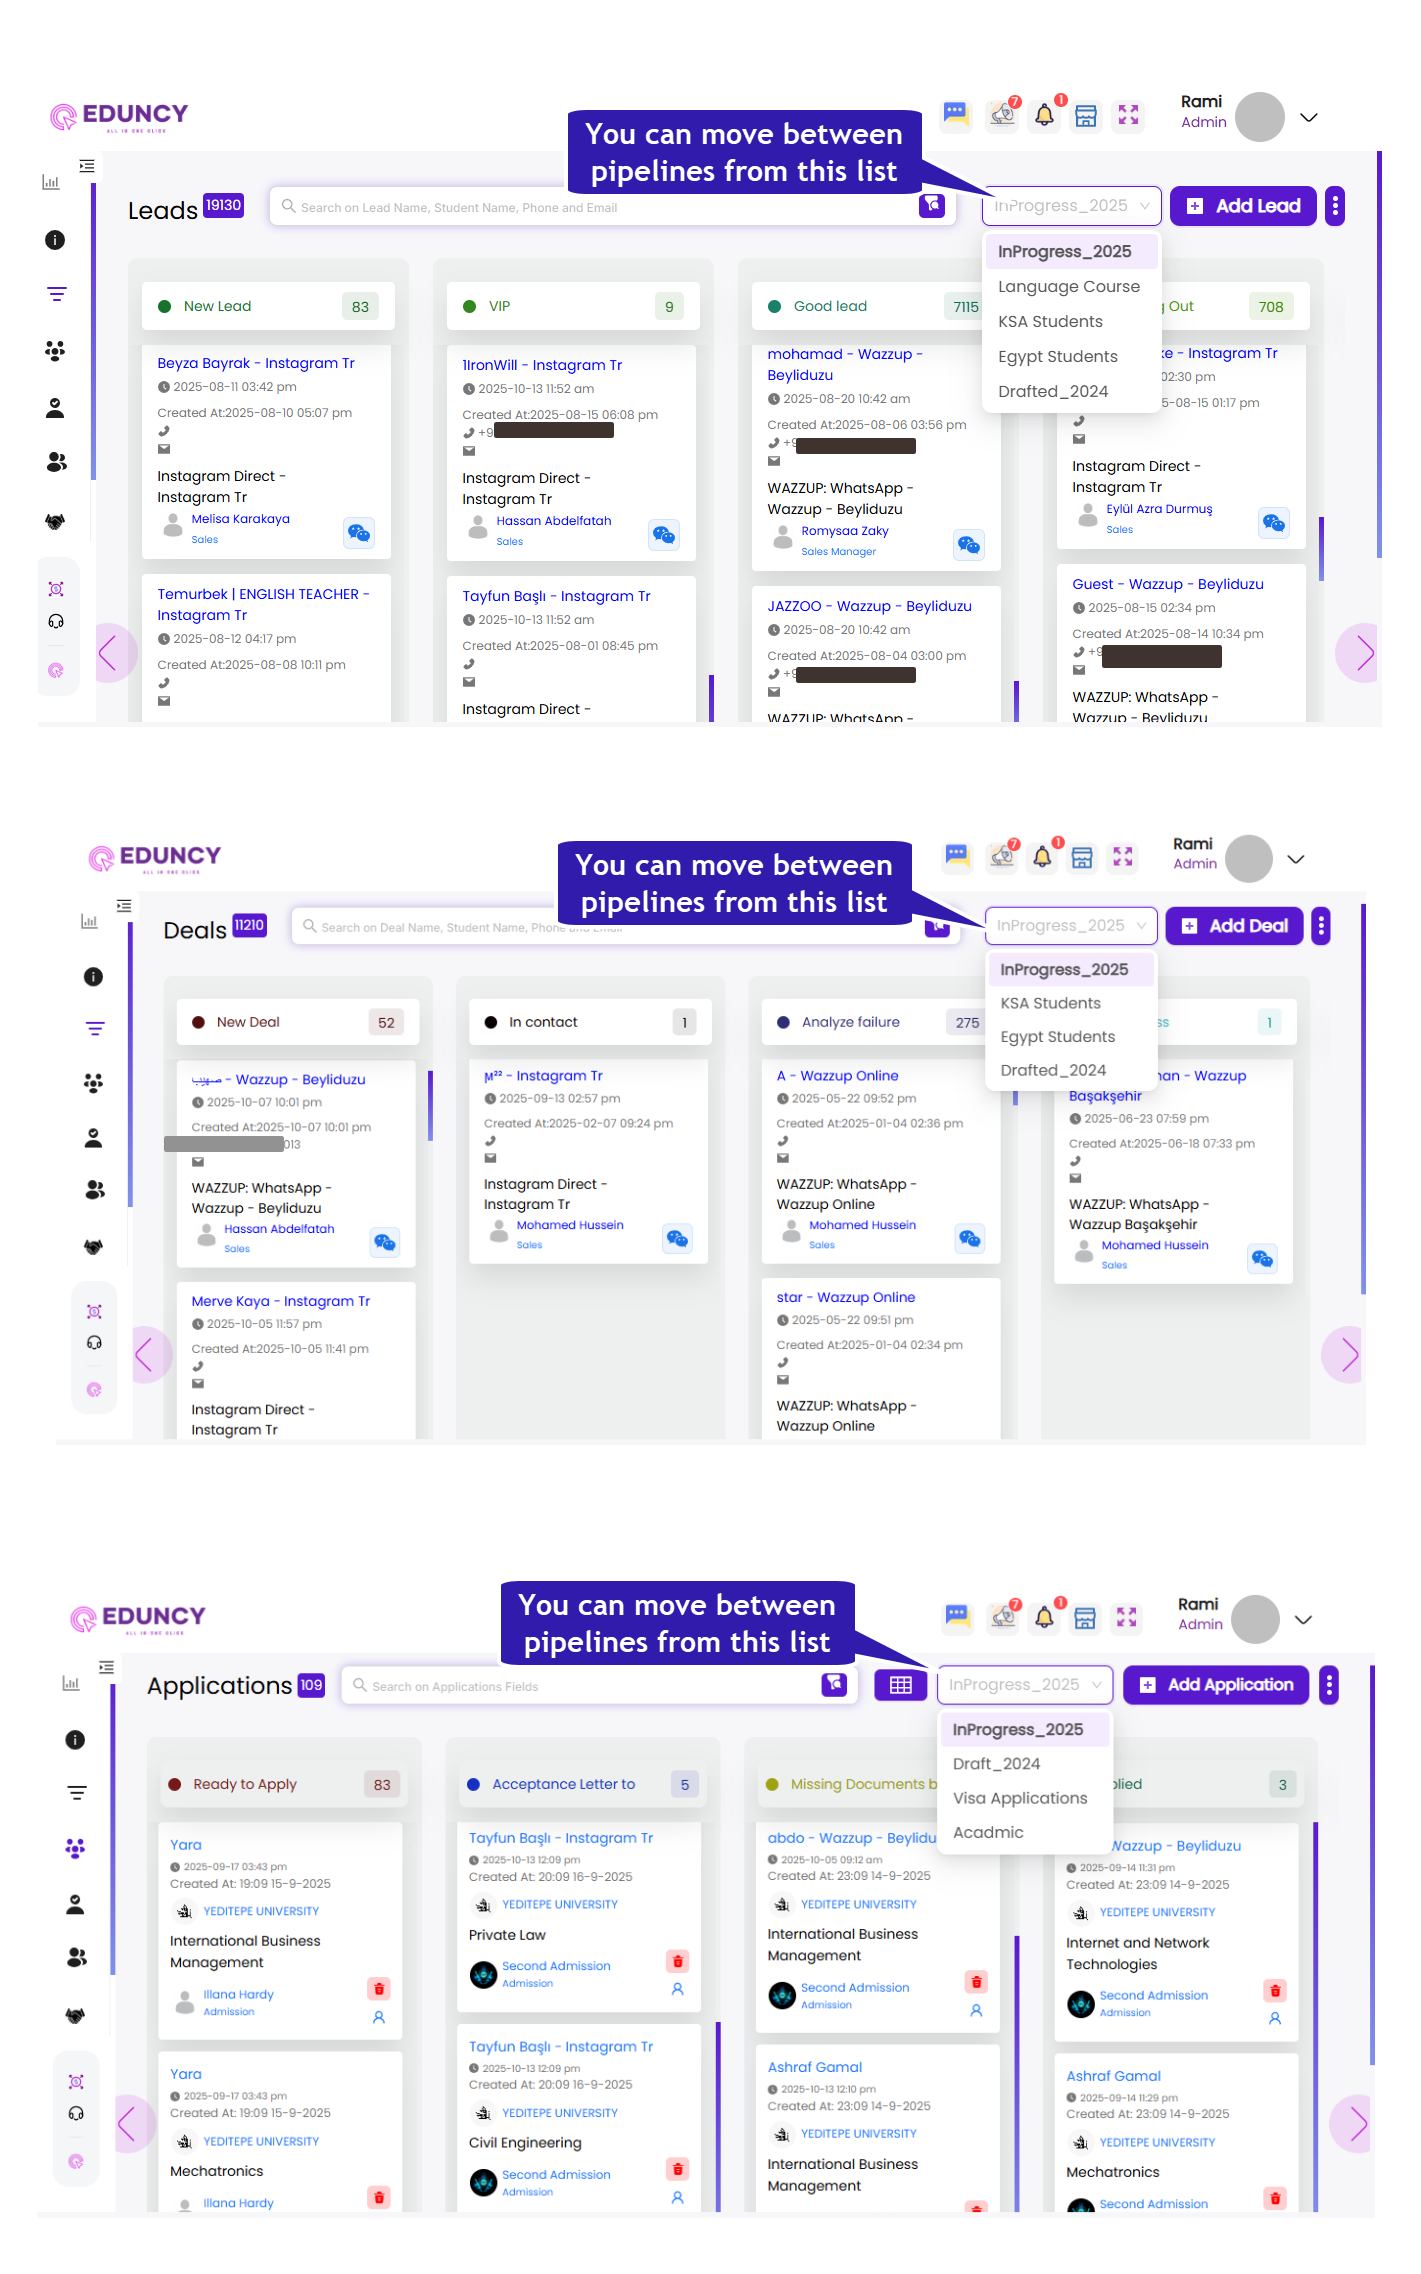 EDUNCY
ALL IN ONE CLICK
You can move between
pipelines from this list
7
1
Rami
Admin
Leads 19130
Search on Lead Name, Student Name, Phone and Email
InProgress_2025
Add Lead
InProgress_2025
Language Course
KSA Students
Egypt Students
Drafted_2024
New Lead 83
Beyza Bayrak - Instagram Tr
2025-08-11 03:42 pm
Created At:2025-08-10 05:07 pm
Instagram Direct -
Instagram Tr
Melisa Karakaya
Sales
Temurbek | ENGLISH TEACHER -
Instagram Tr
2025-08-12 04:17 pm
Created At:2025-08-08 10:11 pm
VIP 9
1IronWill - Instagram Tr
2025-10-13 11:52 am
Created At:2025-08-15 06:08 pm
+9
Instagram Direct -
Instagram Tr
Hassan Abdelfatah
Sales
Tayfun Başlı - Instagram Tr
2025-10-13 11:52 am
Created At:2025-08-01 08:45 pm
Instagram Direct -
Good lead 7115
mohamad - Wazzup -
Beyliduzu
2025-08-20 10:42 am
Created At:2025-08-06 03:56 pm
+9
WAZZUP: WhatsApp -
Wazzup - Beyliduzu
Romysaa Zaky
Sales Manager
JAZZOO - Wazzup - Beyliduzu
2025-08-20 10:42 am
Created At:2025-08-04 03:00 pm
+9
WAZZUP: WhatsApp -
Out 708
- Instagram Tr
02:30 pm
5-08-15 01:17 pm
Instagram Direct -
Instagram Tr
Eylül Azra Durmuş
Sales
Guest - Wazzup - Beyliduzu
2025-08-15 02:34 pm
Created At:2025-08-14 10:34 pm
+9
WAZZUP: WhatsApp -
Wazzup - Beyliduzu
EDUNCY
ALL IN ONE CLICK
You can move between
pipelines from this list
7
1
Rami
Admin
Deals 11210
Search on Deal Name, Student Name, Phone and Email
InProgress_2025
Add Deal
InProgress_2025
KSA Students
Egypt Students
Drafted_2024
New Deal 52
- Wazzup - Beyliduzu
2025-10-07 10:01 pm
Created At:2025-10-07 10:01 pm
013
WAZZUP: WhatsApp -
Wazzup - Beyliduzu
Hassan Abdelfatah
Sales
Merve Kaya - Instagram Tr
2025-10-05 11:57 pm
Created At:2025-10-05 11:41 pm
Instagram Direct -
Instagram Tr
In contact 1
M²² - Instagram Tr
2025-09-13 02:57 pm
Created At:2025-02-07 09:24 pm
Instagram Direct -
Instagram Tr
Mohamed Hussein
Sales
Analyze failure 275
A - Wazzup Online
2025-05-22 09:52 pm
Created At:2025-01-04 02:36 pm
WAZZUP: WhatsApp -
Wazzup Online
Mohamed Hussein
Sales
star - Wazzup Online
2025-05-22 09:51 pm
Created At:2025-01-04 02:34 pm
WAZZUP: WhatsApp -
Wazzup Online
ss 1
nan - Wazzup
Başakşehir
2025-06-23 07:59 pm
Created At:2025-06-18 07:33 pm
WAZZUP: WhatsApp -
Wazzup Başakşehir
Mohamed Hussein
Sales
EDUNCY
ALL IN ONE CLICK
You can move between
pipelines from this list
7
1
Rami
Admin
Applications 109
Search on Applications Fields
InProgress_2025
Add Application
InProgress_2025
Draft_2024
Visa Applications
Acadmic
Ready to Apply 83
Yara
2025-09-17 03:43 pm
Created At: 19:09 15-9-2025
YEDITEPE UNIVERSITY
International Business
Management
Illana Hardy
Admission
Yara
2025-09-17 03:43 pm
Created At: 19:09 15-9-2025
YEDITEPE UNIVERSITY
Mechatronics
Illana Hardy
Acceptance Letter to 5
Tayfun Başlı - Instagram Tr
2025-10-13 12:09 pm
Created At: 20:09 16-9-2025
YEDITEPE UNIVERSITY
Private Law
Second Admission
Admission
Tayfun Başlı - Instagram Tr
2025-10-13 12:09 pm
Created At: 20:09 16-9-2025
YEDITEPE UNIVERSITY
Civil Engineering
Second Admission
Admission
Missing Documents b
abdo - Wazzup - Beylidu
2025-10-05 09:12 am
Created At: 23:09 14-9-2025
YEDITEPE UNIVERSITY
International Business
Management
Second Admission
Admission
Ashraf Gamal
2025-10-13 12:10 pm
Created At: 23:09 14-9-2025
YEDITEPE UNIVERSITY
International Business
Management
plied 3
Wazzup - Beyliduzu
2025-09-14 11:31 pm
Created At: 23:09 14-9-2025
YEDITEPE UNIVERSITY
Internet and Network
Technologies
Second Admission
Admission
Ashraf Gamal
2025-09-14 11:29 pm
Created At: 23:09 14-9-2025
YEDITEPE UNIVERSITY
Mechatronics
Second Admission